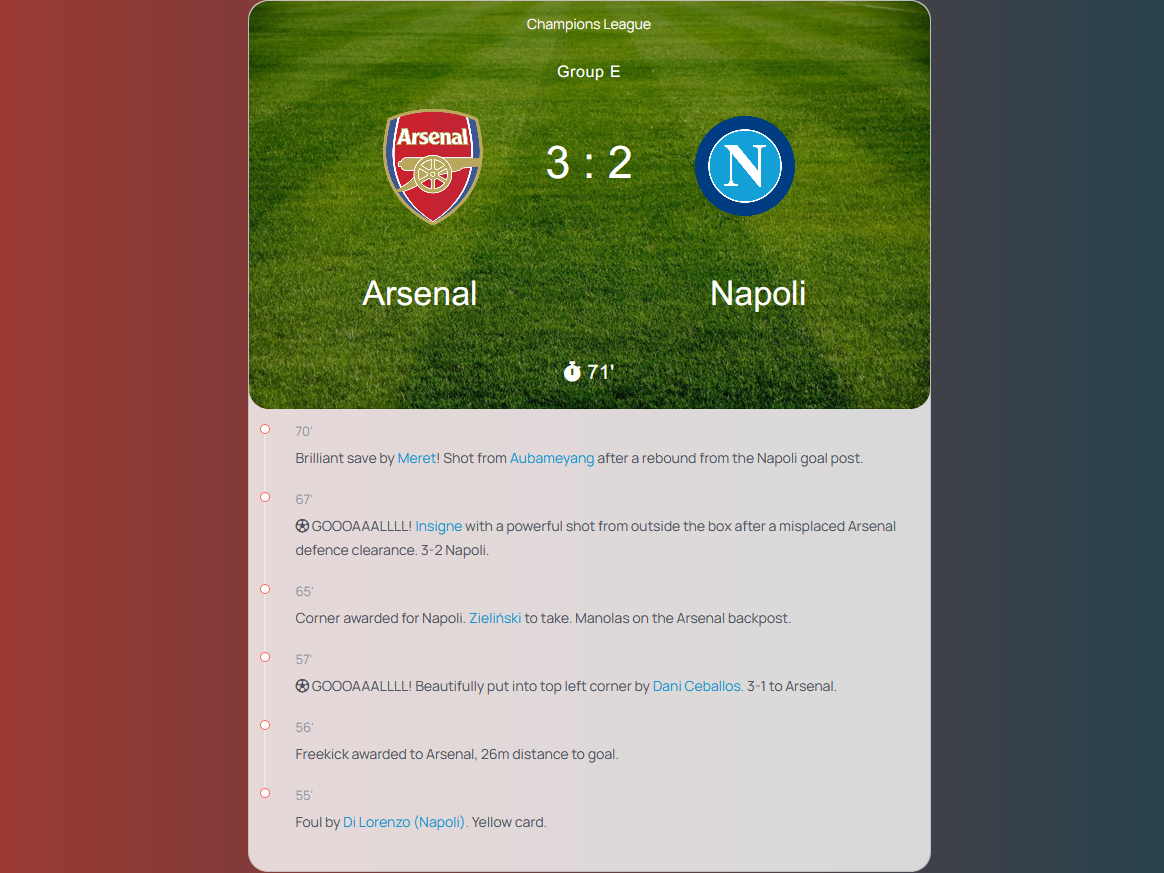 Champions League
Group E
Arsenal
3 : 2
N
Arsenal
Napoli
71'
70'
Brilliant save by Meret! Shot from Aubameyang after a rebound from the Napoli goal post.
67'
GOOOAAALLLL! Insigne with a powerful shot from outside the box after a misplaced Arsenal
defence clearance. 3-2 Napoli.
65'
Corner awarded for Napoli. Zieliński to take. Manolas on the Arsenal backpost.
57'
GOOOAAALLLL! Beautifully put into top left corner by Dani Ceballos. 3-1 to Arsenal.
56'
Freekick awarded to Arsenal, 26m distance to goal.
55'
Foul by Di Lorenzo (Napoli). Yellow card.